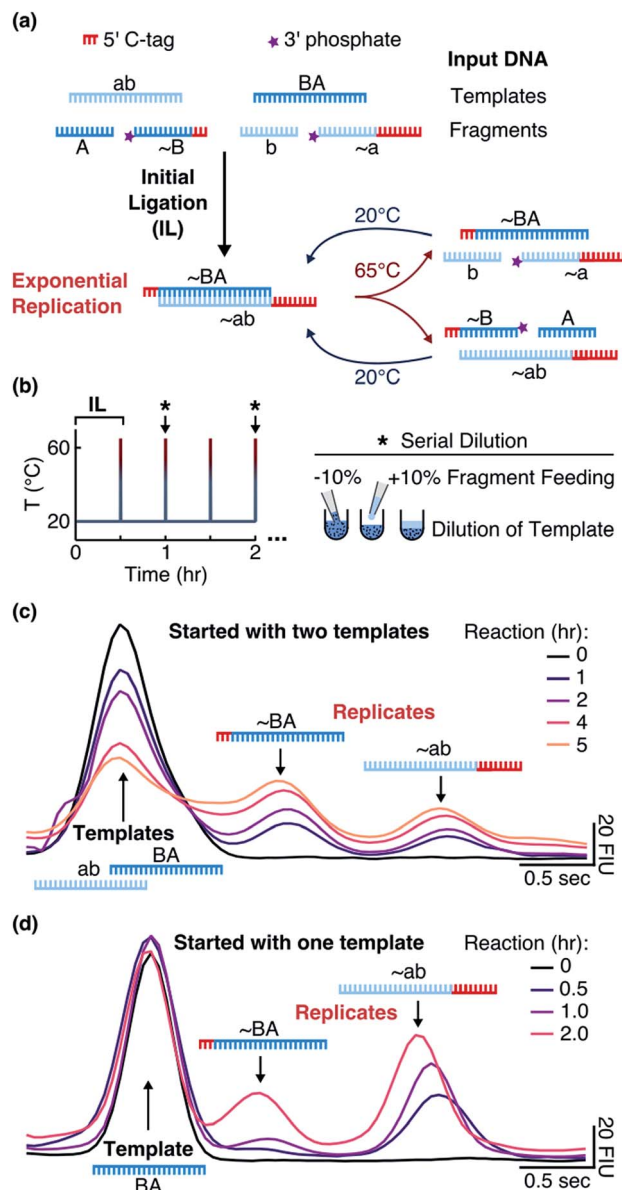 (a)
5' C-tag
3' phosphate
Input DNA
ab
BA
Templates
Fragments
A
~B
b
~a
Initial
Ligation
(IL)
Exponential
Replication
~BA
~ab
20°C
65°C
20°C
~BA
b
~a
~B
A
~ab
(b)
IL
*
*
T (°C)
60
20
0
1
2
...
Time (hr)
* Serial Dilution
-10%
+10%
Fragment Feeding
Dilution of Template
(c)
Started with two templates
Reaction (hr):
0
1
2
4
5
~BA
Replicates
~ab
Templates
ab
BA
20 FIU
0.5 sec
(d)
Started with one template
Reaction (hr):
0
0.5
1.0
2.0
~ab
Replicates
~BA
Template
BA
20 FIU
0.5 sec